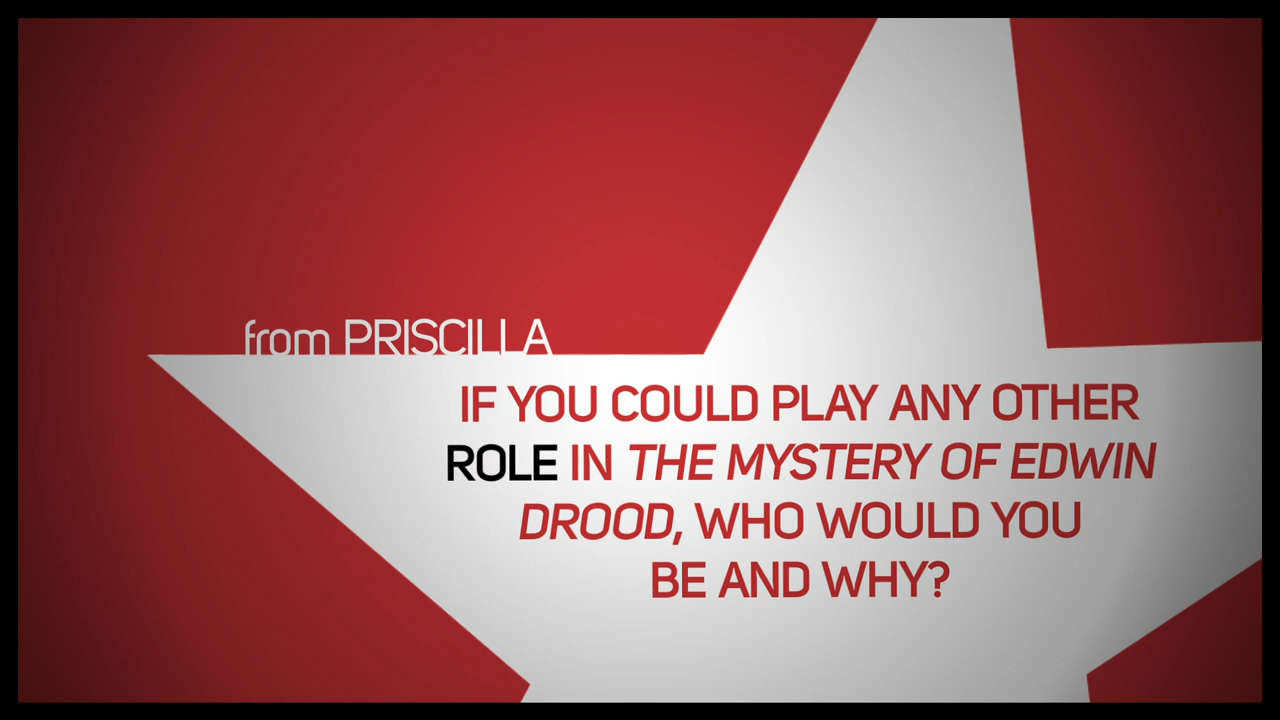 from PRISCILLA
IF YOU COULD PLAY ANY OTHER
ROLE IN THE MYSTERY OF EDWIN
DROOD, WHO WOULD YOU
BE AND WHY?